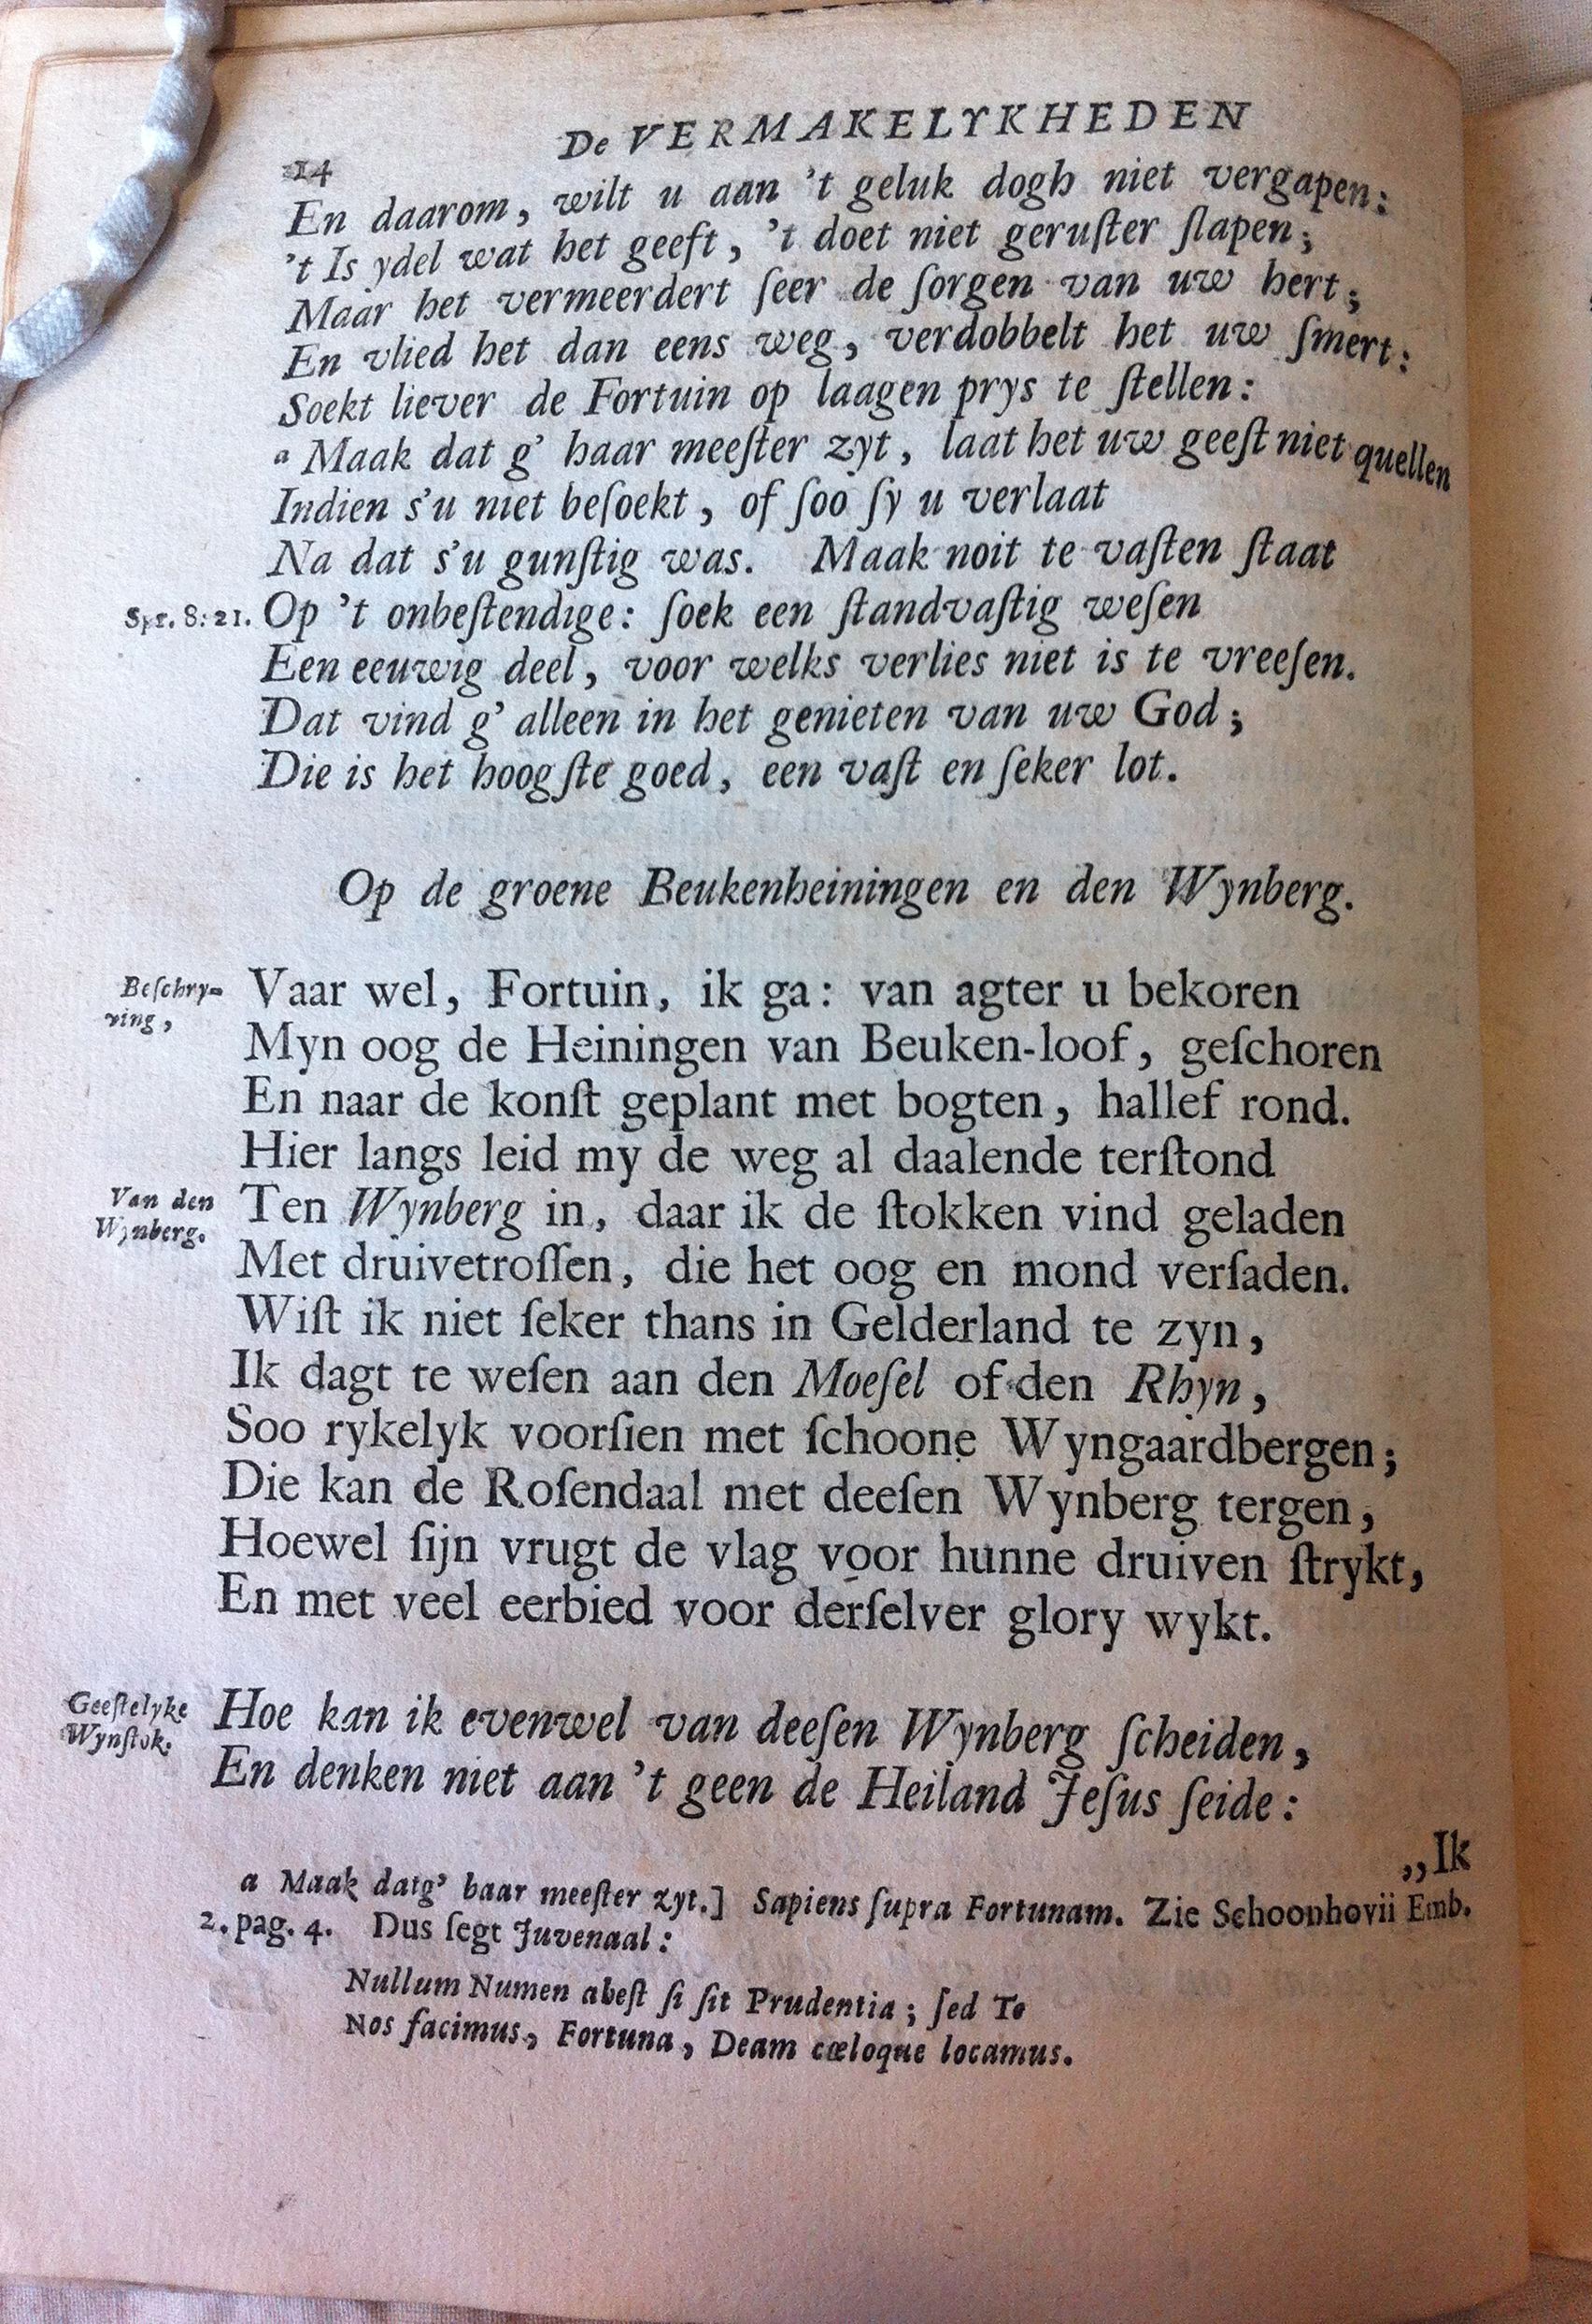 De VERMAKELYKHEDEN
14
En daarom, wilt u aan 't geluk dogh niet vergapen:
't Is ydel wat het geeft, 't doet niet geruſter ſlapen;
Maar het vermeerdert ſeer de ſorgen van uw hert;
En vlied het dan eens weg, verdobbelt het uw ſmert:
Soekt liever de Fortuin op laagen prys te ſtellen:
a Maak dat g' haar meeſter zyt, laat het uw geeſt niet quellen
Indien s'u niet beſoekt, of ſoo ſy u verlaat
Na dat s'u gunſtig was. Maak noit te vaſten ſtaat
Spr. 8:21. Op 't onbeſtendige: ſoek een ſtandvaſtig weſen
Een eeuwig deel, voor welks verlies niet is te vreeſen.
Dat vind g' alleen in het genieten van uw God;
Die is het hoogſte goed, een vaſt en ſeker lot.
Op de groene Beukenheiningen en den Wynberg.
Beſchry-
ving,
Vaar wel, Fortuin, ik ga: van agter u bekoren
Myn oog de Heiningen van Beuken-loof, geſchoren
En naar de konſt geplant met bogten, hallef rond.
Hier langs leid my de weg al daalende terſtond
Van den
Wynberg.
Ten Wynberg in, daar ik de ſtokken vind geladen
Met druivetroſſen, die het oog en mond verſaden.
Wiſt ik niet ſeker thans in Gelderland te zyn,
Ik dagt te weſen aan den Moeſel of den Rhyn,
Soo rykelyk voorſien met ſchoone Wyngaardbergen;
Die kan de Roſendaal met deeſen Wynberg tergen,
Hoewel ſijn vrugt de vlag voor hunne druiven ſtrykt,
En met veel eerbied voor derſelver glory wykt.
Geeſtelyke
Wynſtok.
Hoe kan ik evenwel van deeſen Wynberg ſcheiden,
En denken niet aan 't geen de Heiland Jeſus ſeide:
„Ik
a Maak datg' haar meeſter zyt.] Sapiens ſupra Fortunam. Zie Schoonhovii Emb.
2. pag. 4. Dus ſegt Juvenaal:
Nullum Numen abeſt ſi ſit Prudentia; ſed Te
Nos facimus, Fortuna, Deam cœloque locamus.